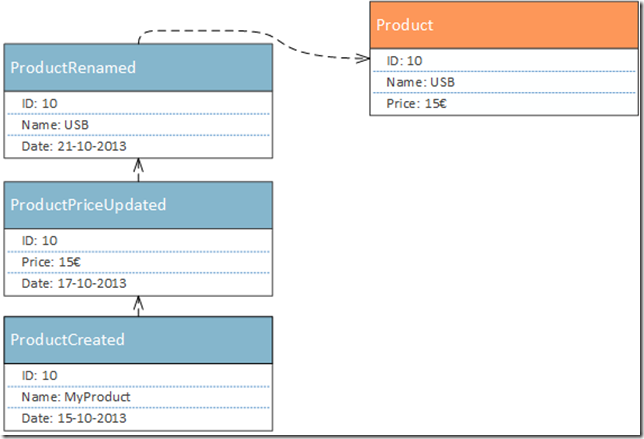 Product
ID: 10
Name: USB
Price: 15€
ProductRenamed
ID: 10
Name: USB
Date: 21-10-2013
ProductPriceUpdated
ID: 10
Price: 15€
Date: 17-10-2013
ProductCreated
ID: 10
Name: MyProduct
Date: 15-10-2013